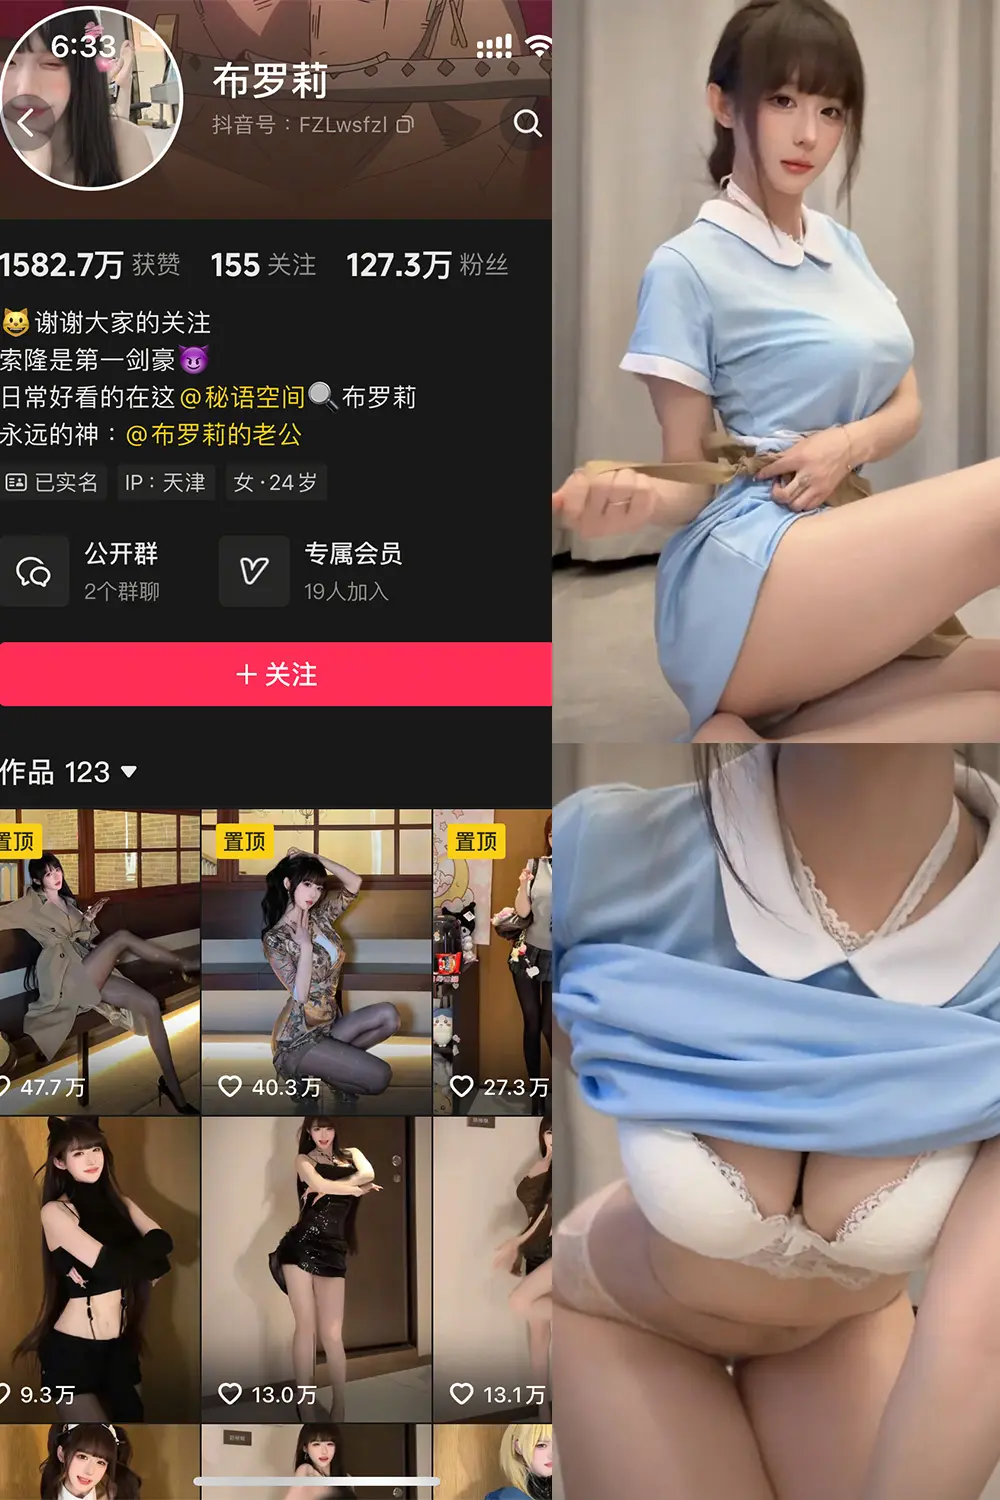 6:33
布罗莉
抖音号：FZLwsfzl
1582.7万 获赞 155 关注 127.3万 粉丝
谢谢大家的关注
索隆是第一剑豪
日常好看的在这@秘语空间🔍布罗莉
永远的神：@布罗莉的老公
已实名 IP：天津 女·24岁
公开群 专属会员
2个群聊 19人加入
＋关注
作品 123
置顶 置顶 置顶
47.7万 40.3万 27.3万
9.3万 13.0万 13.1万